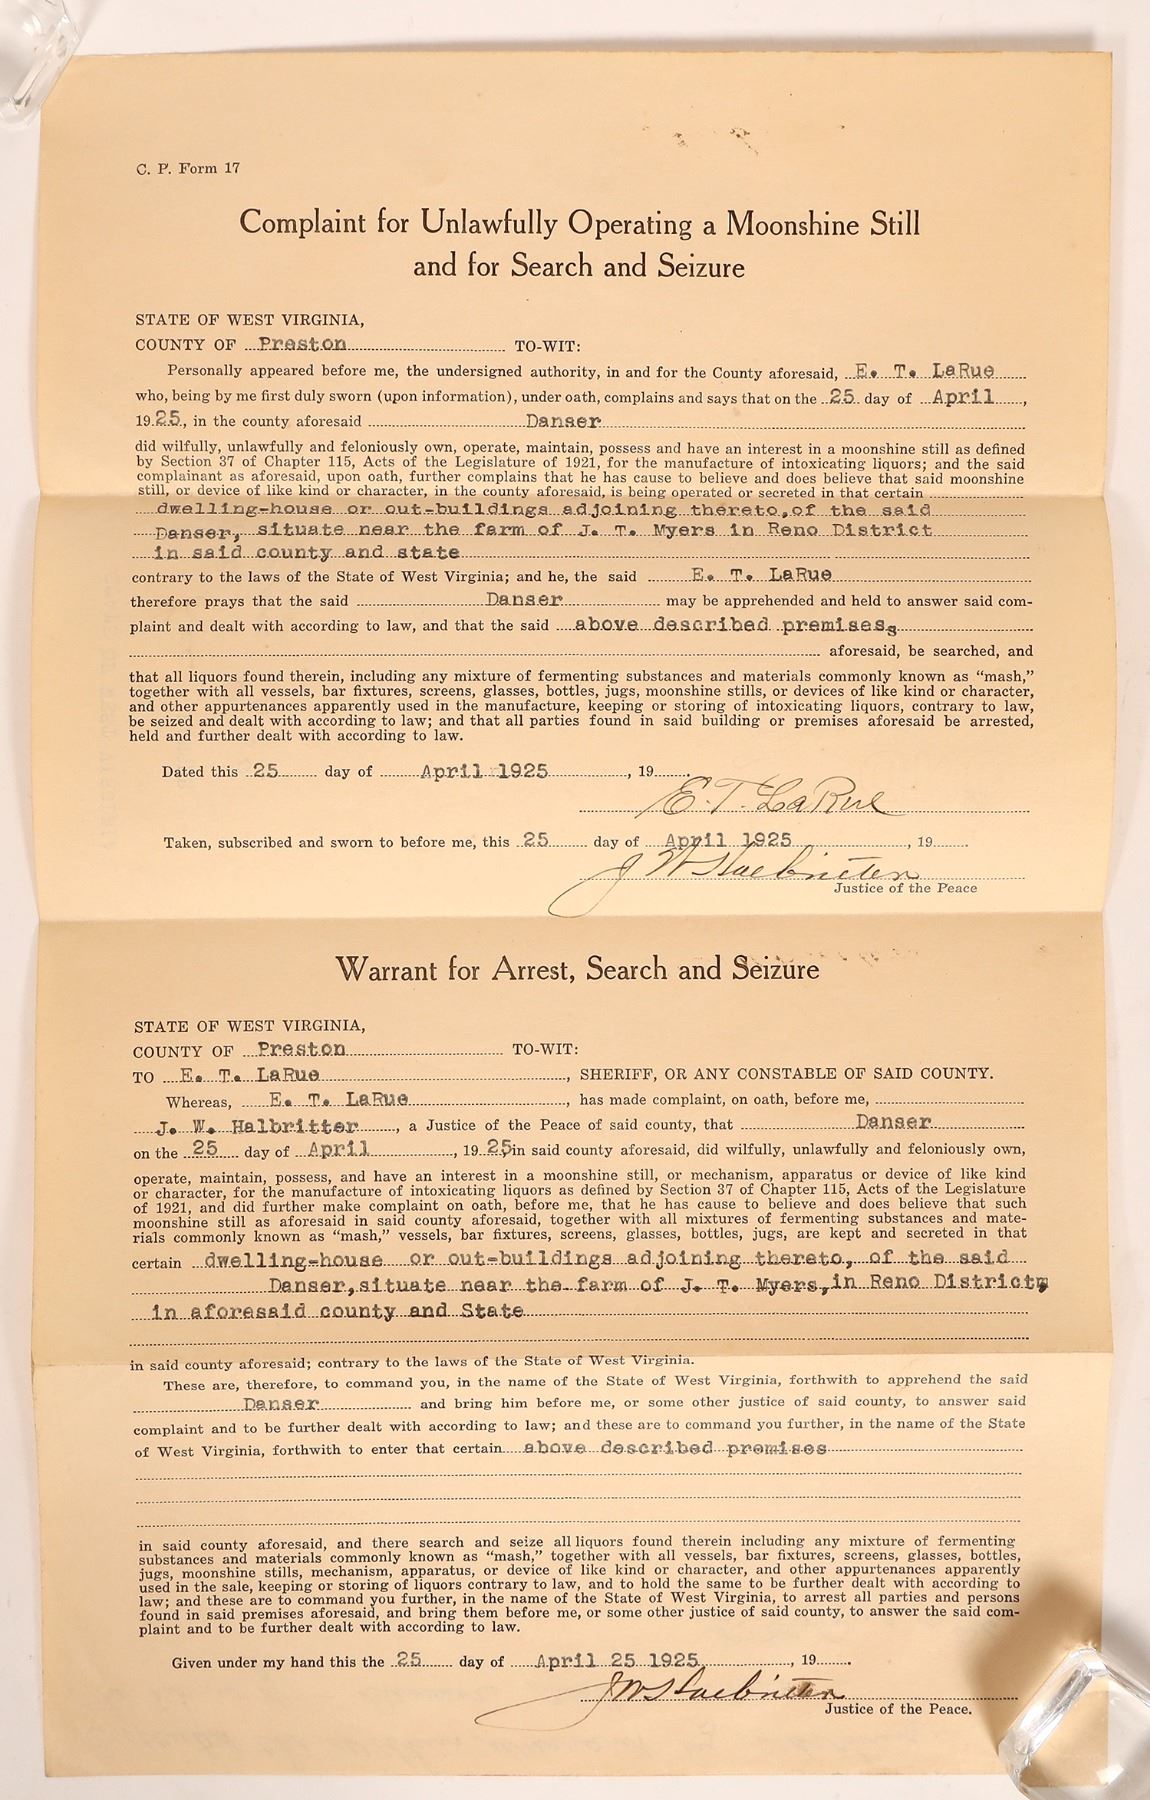 C. P. Form 17
Complaint for Unlawfully Operating a Moonshine Still
and for Search and Seizure
STATE OF WEST VIRGINIA,
COUNTY OF Preston TO-WIT:
Personally appeared before me, the undersigned authority, in and for the County aforesaid, E. T. LaRue
who, being by me first duly sworn (upon information), under oath, complains and says that on the 25 day of April,
1925, in the county aforesaid Danser
did wilfully, unlawfully and feloniously own, operate, maintain, possess and have an interest in a moonshine still as defined
by Section 37 of Chapter 115, Acts of the Legislature of 1921, for the manufacture of intoxicating liquors; and the said
complainant as aforesaid, upon oath, further complains that he has cause to believe and does believe that said moonshine
still, or device of like kind or character, in the county aforesaid, is being operated or secreted in that certain
dwelling-house or out-buildings adjoining thereto, of the said
Danser, situate near the farm of J. T. Myers in Reno District
in said county and state
contrary to the laws of the State of West Virginia; and he, the said E. T. LaRue
therefore prays that the said Danser may be apprehended and held to answer said com-
plaint and dealt with according to law, and that the said above described premises,
aforesaid, be searched, and
that all liquors found therein, including any mixture of fermenting substances and materials commonly known as “mash,”
together with all vessels, bar fixtures, screens, glasses, bottles, jugs, moonshine stills, or devices of like kind or character,
and other appurtenances apparently used in the manufacture, keeping or storing of intoxicating liquors, contrary to law,
be seized and dealt with according to law; and that all parties found in said building or premises aforesaid be arrested,
held and further dealt with according to law.
Dated this 25 day of April 1925, 19
E. T. LaRue
Taken, subscribed and sworn to before me, this 25 day of April 1925, 19
J W Halbritter
Justice of the Peace
Warrant for Arrest, Search and Seizure
STATE OF WEST VIRGINIA,
COUNTY OF Preston TO-WIT:
TO E. T. LaRue, SHERIFF, OR ANY CONSTABLE OF SAID COUNTY.
Whereas, E. T. LaRue, has made complaint, on oath, before me,
J. W. Halbritter, a Justice of the Peace of said county, that Danser
on the 25 day of April, 1925 in said county aforesaid, did wilfully, unlawfully and feloniously own,
operate, maintain, possess, and have an interest in a moonshine still, or mechanism, apparatus or device of like kind
or character, for the manufacture of intoxicating liquors as defined by Section 37 of Chapter 115, Acts of the Legislature
of 1921, and did further make complaint on oath, before me, that he has cause to believe and does believe that such
moonshine still as aforesaid in said county aforesaid, together with all mixtures of fermenting substances and mate-
rials commonly known as “mash,” vessels, bar fixtures, screens, glasses, bottles, jugs, are kept and secreted in that
certain dwelling-house or out-buildings adjoining thereto, of the said
Danser, situate near the farm of J. T. Myers, in Reno District,
in aforesaid county and State
in said county aforesaid; contrary to the laws of the State of West Virginia.
These are, therefore, to command you, in the name of the State of West Virginia, forthwith to apprehend the said
Danser and bring him before me, or some other justice of said county, to answer said
complaint and to be further dealt with according to law; and these are to command you further, in the name of the State
of West Virginia, forthwith to enter that certain above described premises
in said county aforesaid, and there search and seize all liquors found therein including any mixture of fermenting
substances and materials commonly known as “mash,” together with all vessels, bar fixtures, screens, glasses, bottles,
jugs, moonshine stills, mechanism, apparatus, or device of like kind or character, and other appurtenances apparently
used in the sale, keeping or storing of liquors contrary to law, and to hold the same to be further dealt with according to
law; and these are to command you further, in the name of the State of West Virginia, to arrest all parties and persons
found in said premises aforesaid, and bring them before me, or some other justice of said county, to answer the said com-
plaint and to be further dealt with according to law.
Given under my hand this the 25 day of April 25 1925, 19
J W Halbritter
Justice of the Peace.